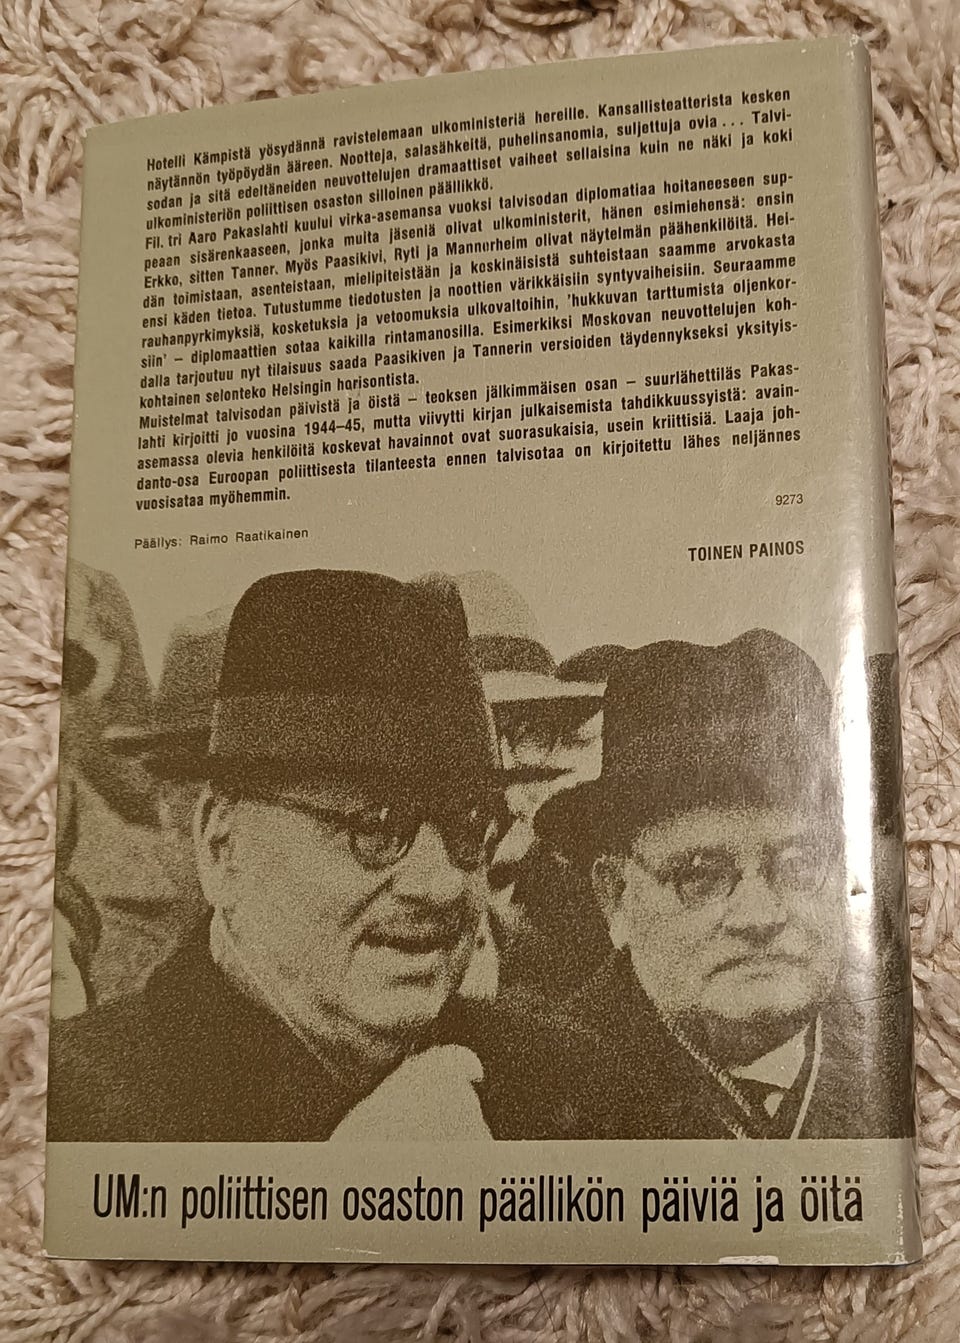 Hotelli Kämpistä yösydännä ravistelemaan ulkoministeriä hereille. Kansallisteatterista kesken
näytännön työpöydän ääreen. Nootteja, salasähkeitä, puhelinsanomia, suljettuja ovia... Talvi-
sodan ja sitä edeltäneiden neuvottelujen dramaattiset vaiheet sellaisina kuin ne näki ja koki
ulkoministeriön poliittisen osaston silloinen päällikkö.
Fil. tri Aaro Pakaslahti kuului virka-asemansa vuoksi talvisodan diplomatiaa hoitaneeseen sup-
peaan sisärenkaaseen, jonka muita jäseniä olivat ulkoministerit, hänen esimiehensä: ensin
Erkko, sitten Tanner. Myös Paasikivi, Ryti ja Mannerheim olivat näytelmän päähenkilöitä. Hei-
dän toimistaan, asenteistaan, mielipiteistään ja keskinäisistä suhteistaan saamme arvokasta
ensi käden tietoa. Tutustumme tiedotusten ja noottien värikkäisiin syntyvaiheisiin. Seuraamme
rauhanpyrkimyksiä, kosketuksia ja vetoomuksia ulkovaltoihin, 'hukkuvan tarttumista oljenkor-
siin' – diplomaattien sotaa kaikilla rintamanosilla. Esimerkiksi Moskovan neuvottelujen koh-
dalla tarjoutuu nyt tilaisuus saada Paasikiven ja Tannerin versioiden täydennykseksi yksityis-
kohtainen selonteko Helsingin horisontista.
Muistelmat talvisodan päivistä ja öistä – teoksen jälkimmäisen osan – suurlähettiläs Pakas-
lahti kirjoitti jo vuosina 1944–45, mutta viivytti kirjan julkaisemista tahdikkuussyistä: avain-
asemassa olevia henkilöitä koskevat havainnot ovat suorasukaisia, usein kriittisiä. Laaja joh-
danto-osa Euroopan poliittisesta tilanteesta ennen talvisotaa on kirjoitettu lähes neljännes
vuosisataa myöhemmin.
9273
Päällys: Raimo Raatikainen
TOINEN PAINOS
UM:n poliittisen osaston päällikön päiviä ja öitä